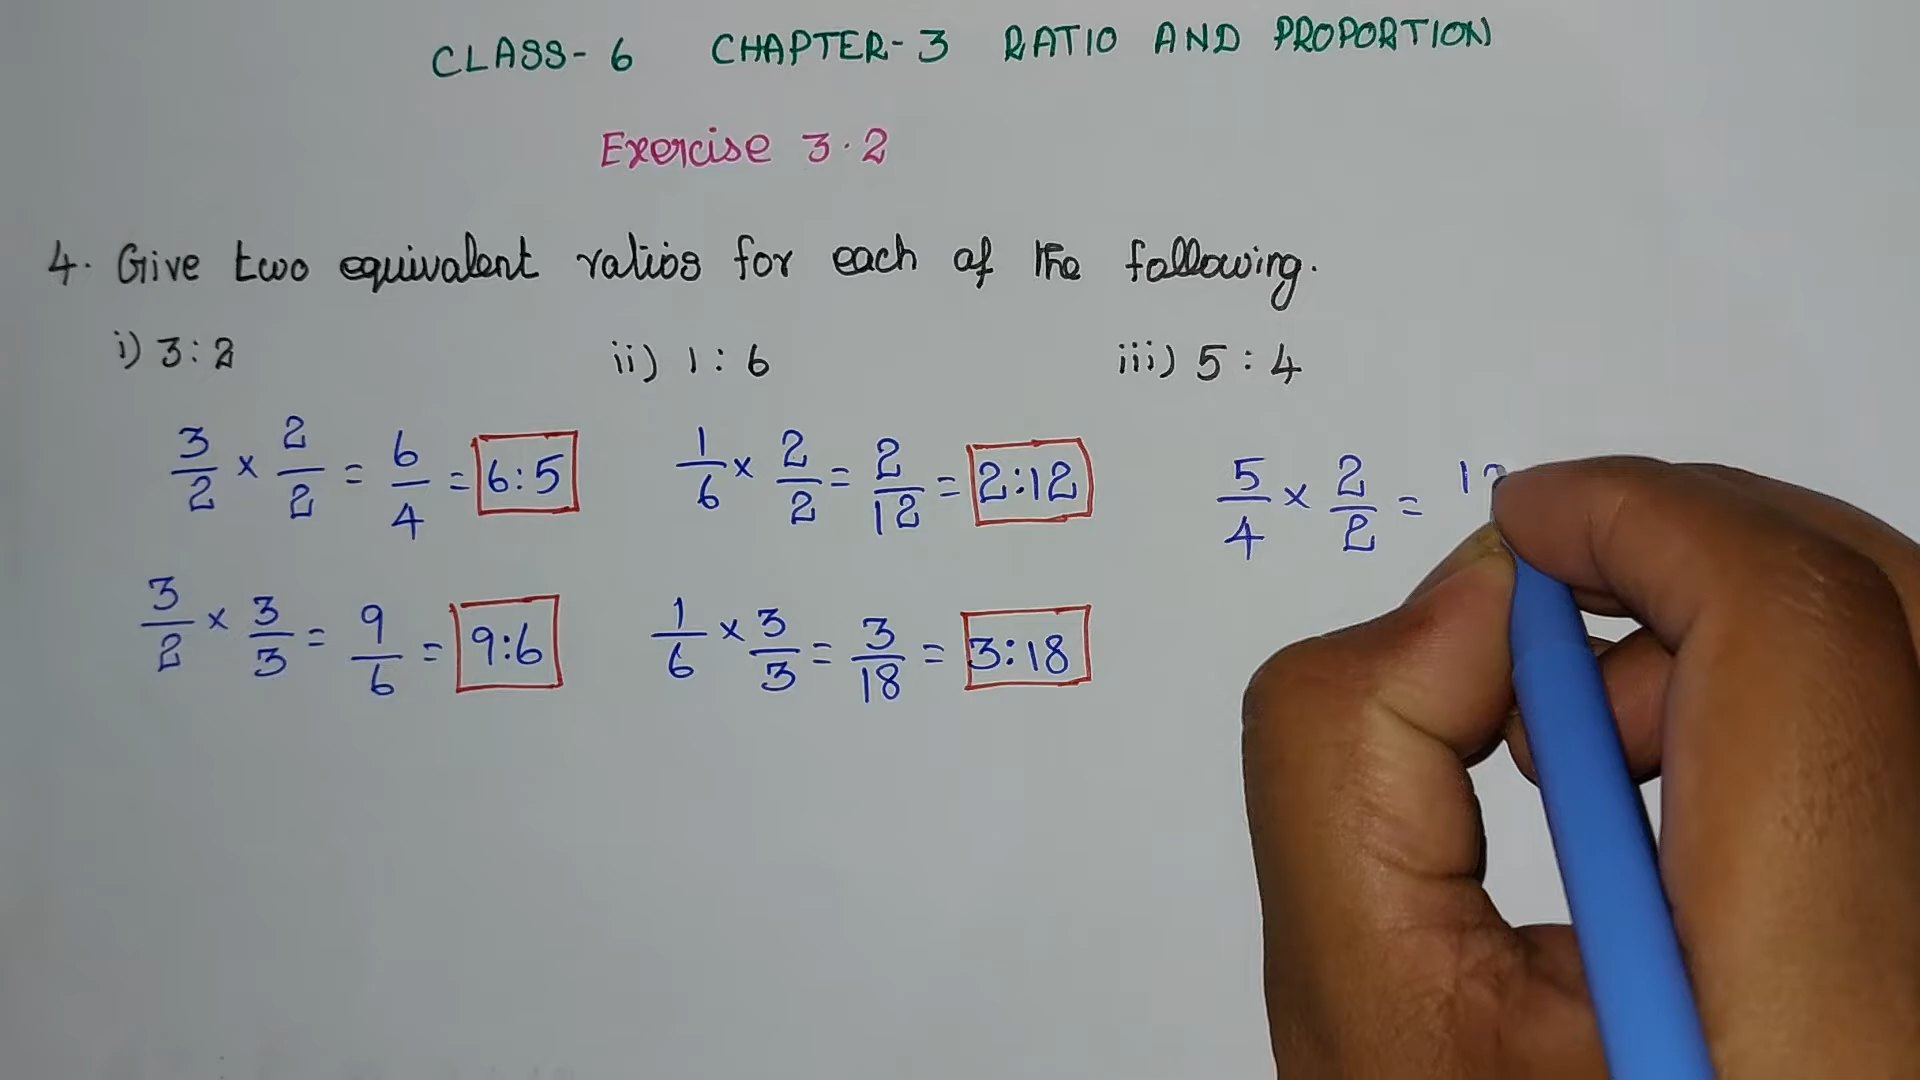 CLASS-6 CHAPTER-3 RATIO AND PROPORTION
Exercise 3.2
4. Give two equivalent ratios for each of the following.
i) 3:2 ii) 1 : 6 iii) 5 : 4
3/2 × 2/2 = 6/4 = 6:5
1/6 × 2/2 = 2/12 = 2:12
5/4 × 2/2 = 1
3/2 × 3/3 = 9/6 = 9:6
1/6 × 3/3 = 3/18 = 3:18